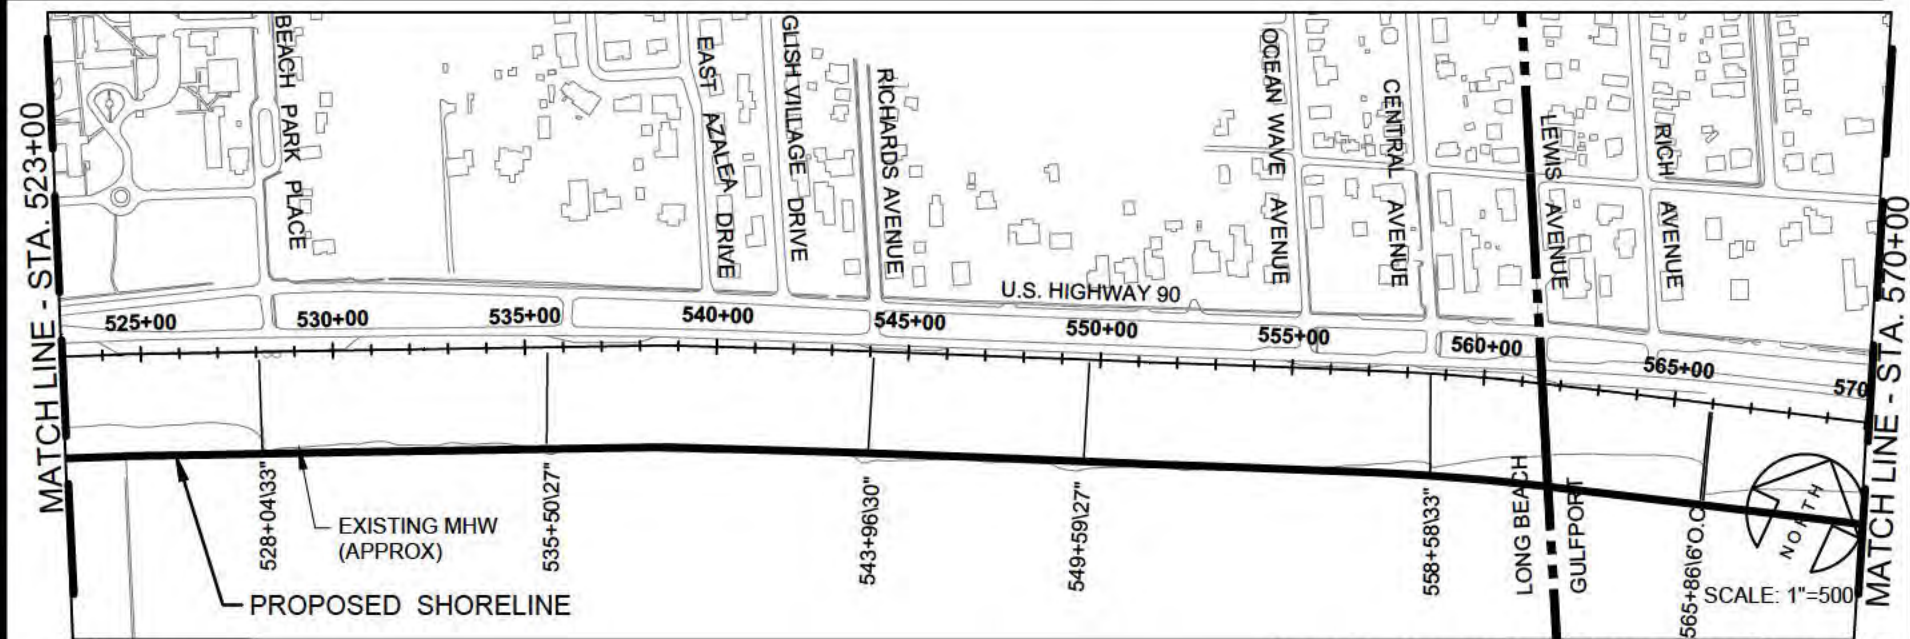 MATCH LINE - STA. 523+00
BEACH PARK PLACE
EAST AZALEA DRIVE
GLISH VILLAGE DRIVE
RICHARDS AVENUE
OCEAN WAVE AVENUE
CENTRAL AVENUE
LEWIS AVENUE
RICH AVENUE
U.S. HIGHWAY 90
525+00
530+00
535+00
540+00
545+00
550+00
555+00
560+00
565+00
570
528+04\33"
535+50\27"
543+96\30"
549+59\27"
558+58\33"
565+86\6'O.C
LONG BEACH
GULFPORT
EXISTING MHW
(APPROX)
PROPOSED SHORELINE
NORTH
SCALE: 1"=500'
MATCH LINE - STA. 570+00